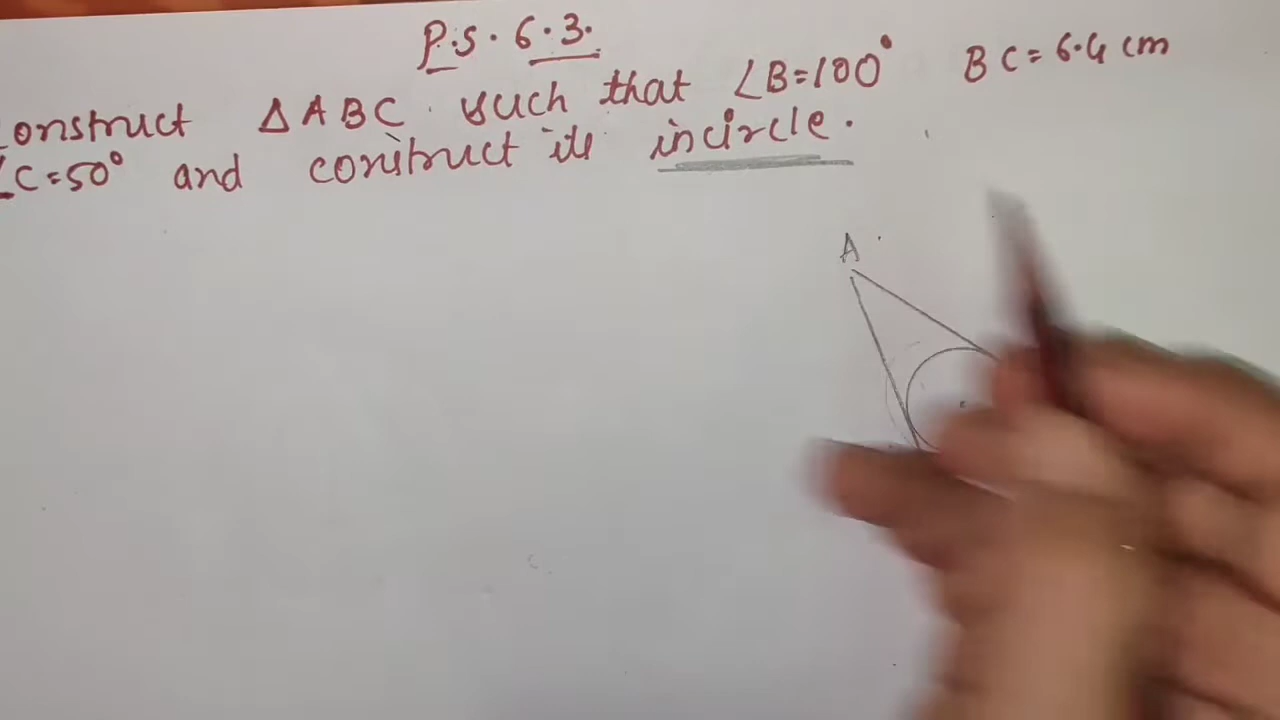 P.S. 6.3.
onstruct ΔABC such that ∠B=100° BC=6.4 cm
∠C=50° and construct its incircle.
A